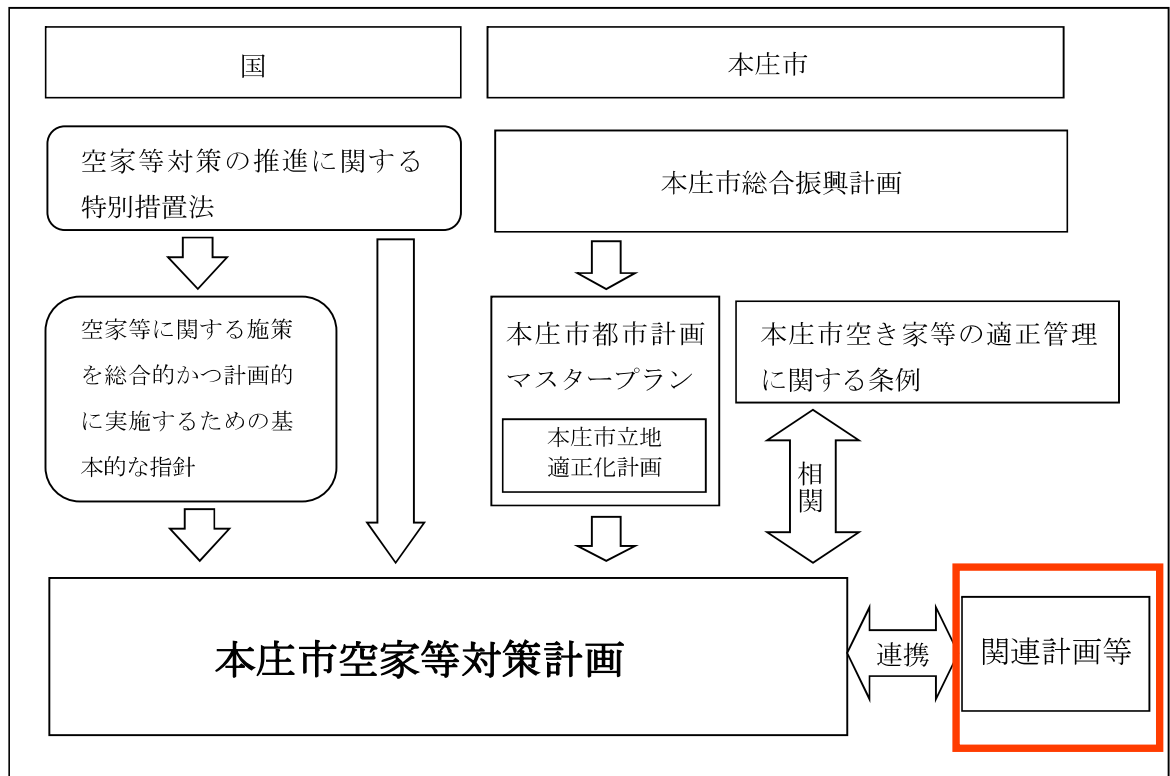 国
本庄市
空家等対策の推進に関する
特別措置法
本庄市総合振興計画
空家等に関する施策
を総合的かつ計画的
に実施するための基
本的な指針
本庄市都市計画
マスタープラン
本庄市立地
適正化計画
本庄市空き家等の適正管理
に関する条例
相関
本庄市空家等対策計画
連携
関連計画等